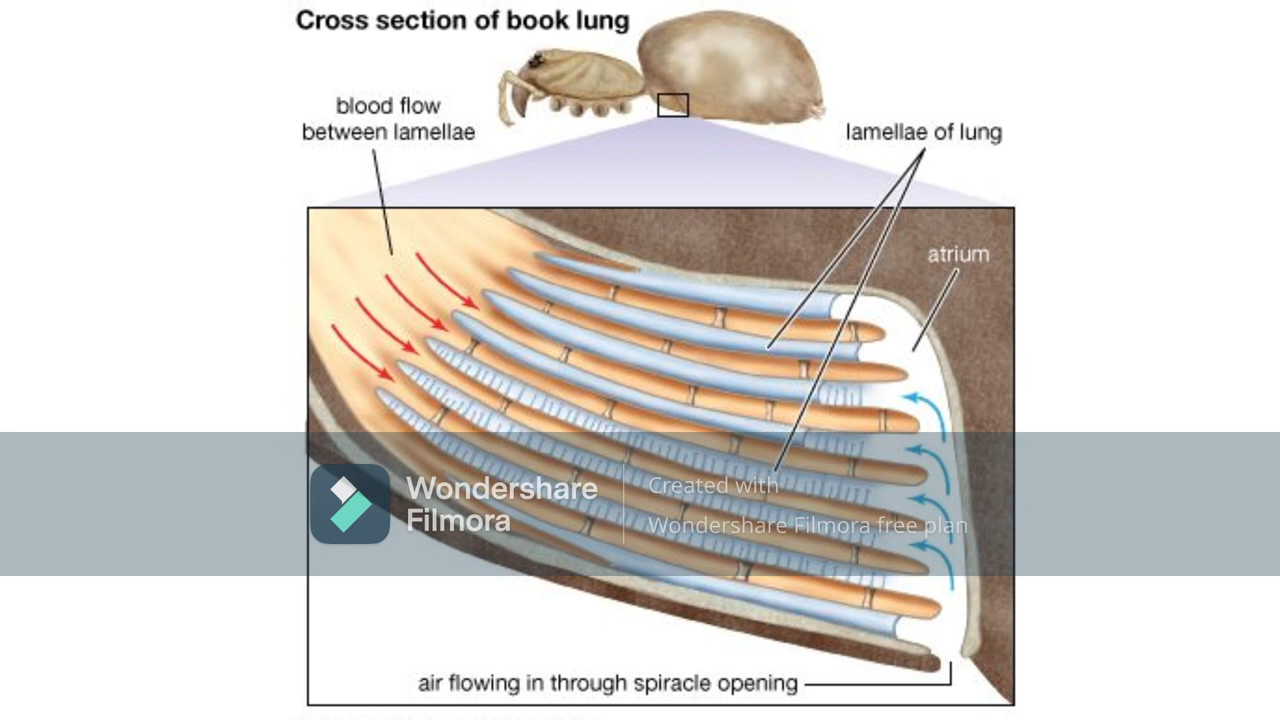 Cross section of book lung
blood flow
between lamellae
lamellae of lung
atrium
Wondershare
Filmora
Created with
Wondershare Filmora free plan
air flowing in through spiracle opening